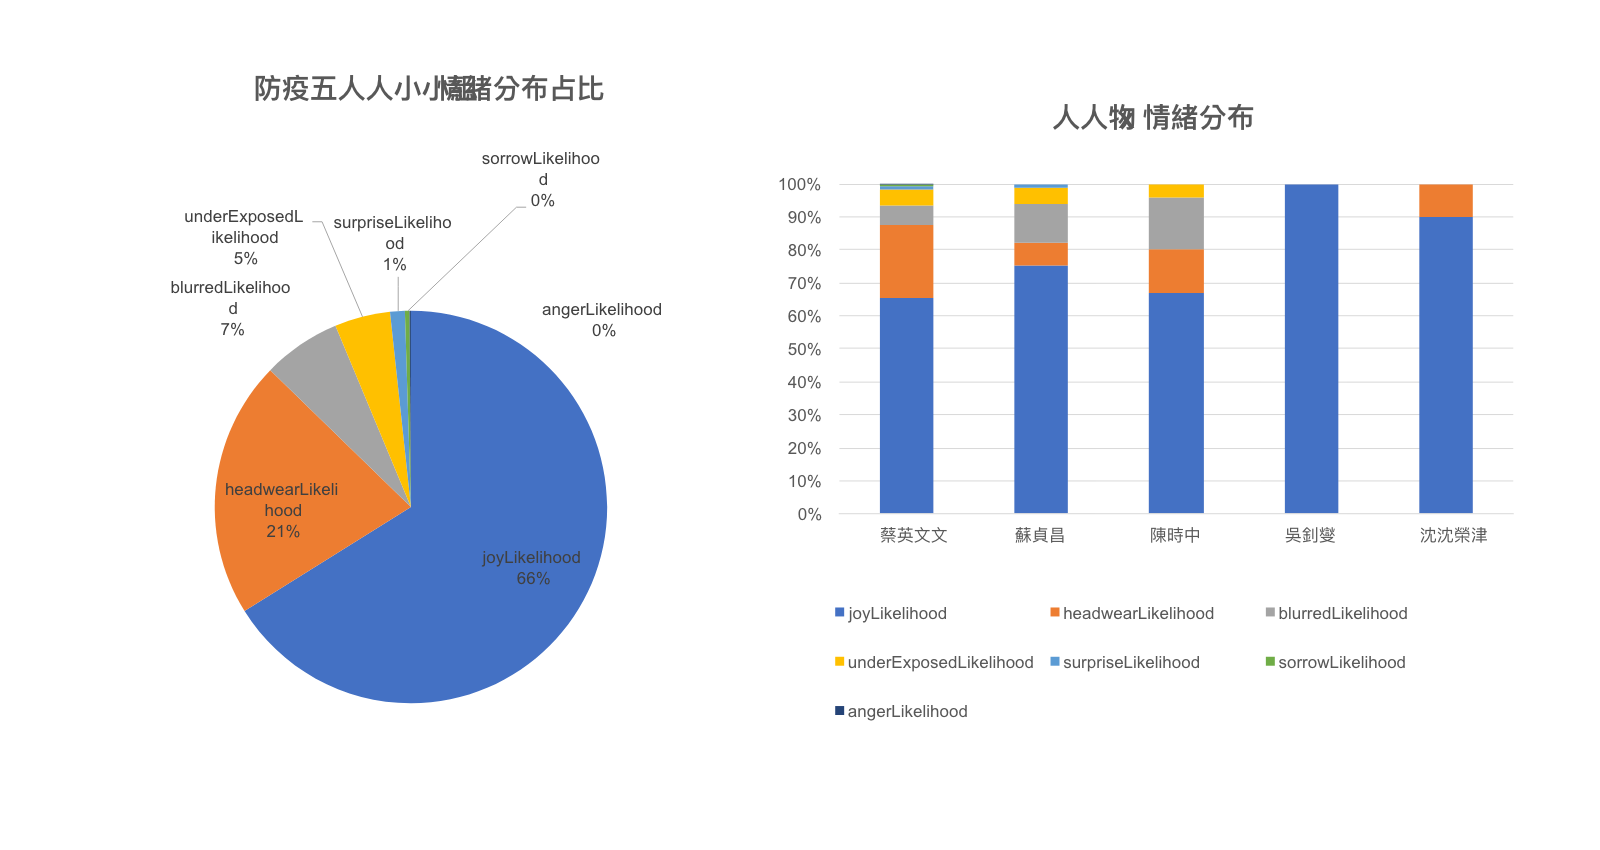 防疫五人人小小組情緒分布占比
sorrowLikelihoo
d
0%
underExposedL
ikelihood
5%
surpriseLikeliho
od
1%
blurredLikelihoo
d
7%
angerLikelihood
0%
headwearLikeli
hood
21%
joyLikelihood
66%
人人物 情緒分布
100%
90%
80%
70%
60%
50%
40%
30%
20%
10%
0%
蔡英文文 蘇貞昌 陳時中 吳釗燮 沈沈榮津
joyLikelihood headwearLikelihood blurredLikelihood
underExposedLikelihood surpriseLikelihood sorrowLikelihood
angerLikelihood